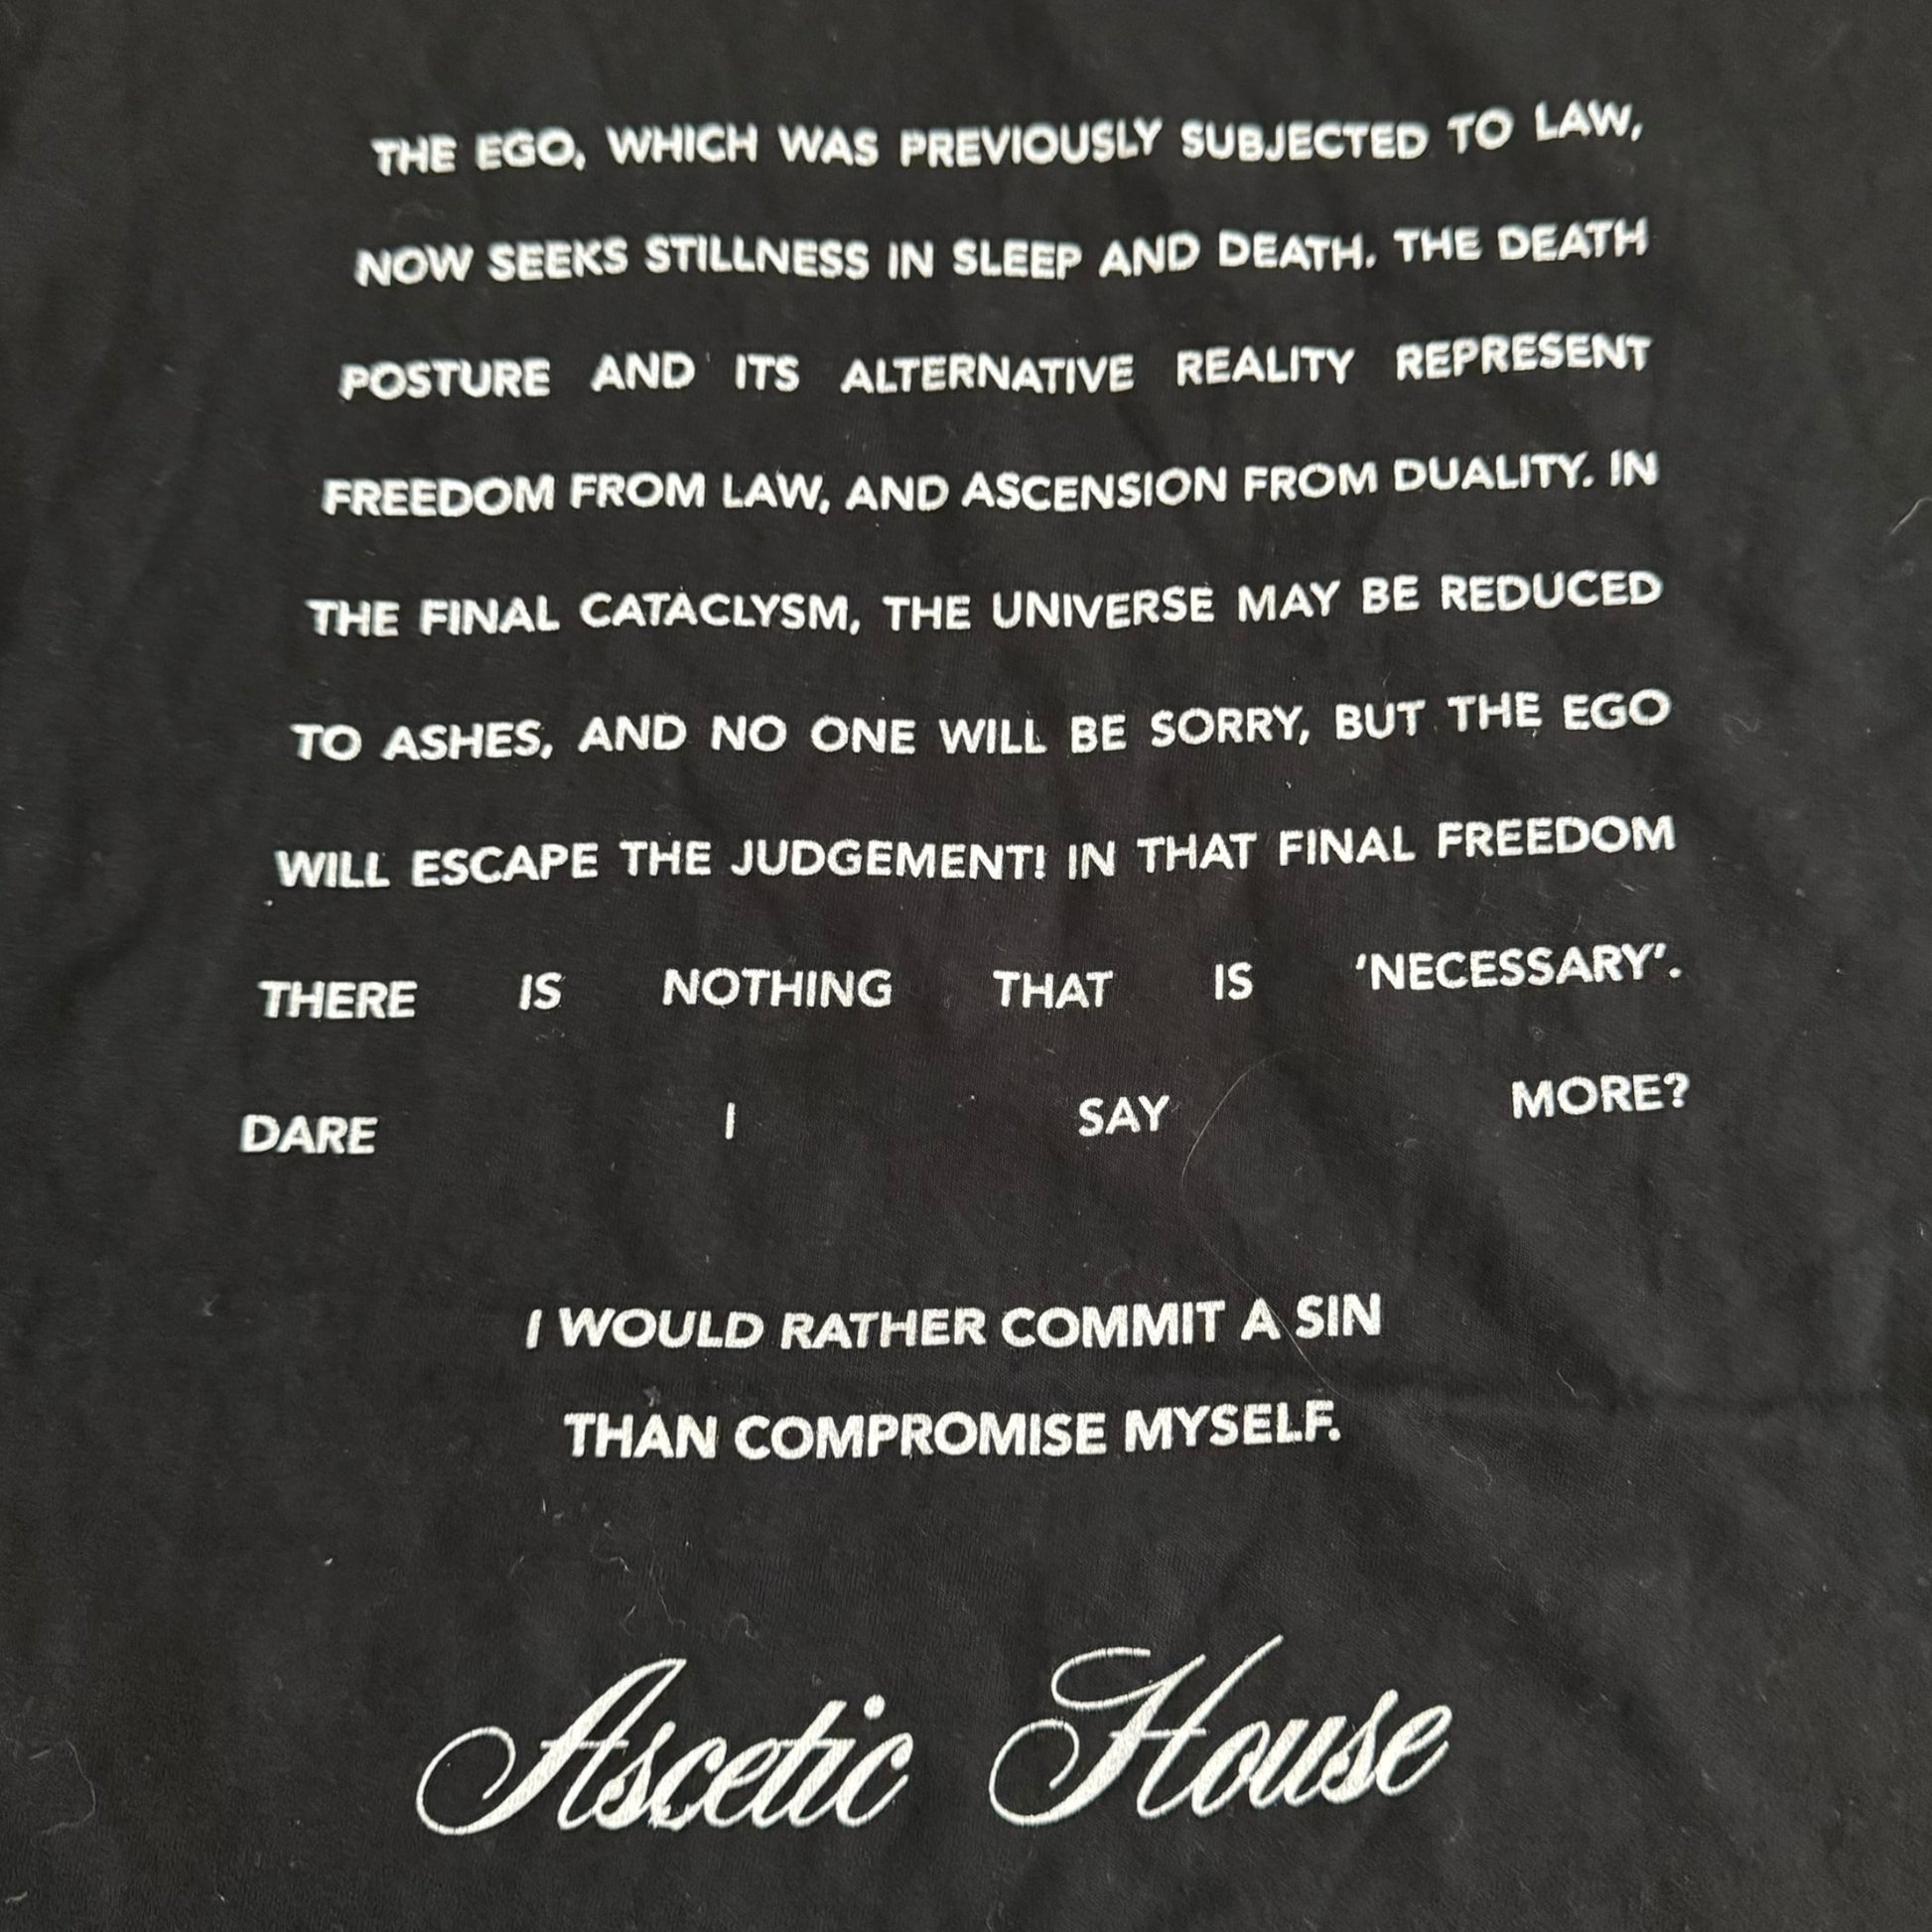 THE EGO, WHICH WAS PREVIOUSLY SUBJECTED TO LAW,
NOW SEEKS STILLNESS IN SLEEP AND DEATH. THE DEATH
POSTURE AND ITS ALTERNATIVE REALITY REPRESENT
FREEDOM FROM LAW, AND ASCENSION FROM DUALITY. IN
THE FINAL CATACLYSM, THE UNIVERSE MAY BE REDUCED
TO ASHES, AND NO ONE WILL BE SORRY, BUT THE EGO
WILL ESCAPE THE JUDGEMENT! IN THAT FINAL FREEDOM
THERE IS NOTHING THAT IS ‘NECESSARY’.
DARE I SAY MORE?
I WOULD RATHER COMMIT A SIN
THAN COMPROMISE MYSELF.
Ascetic House